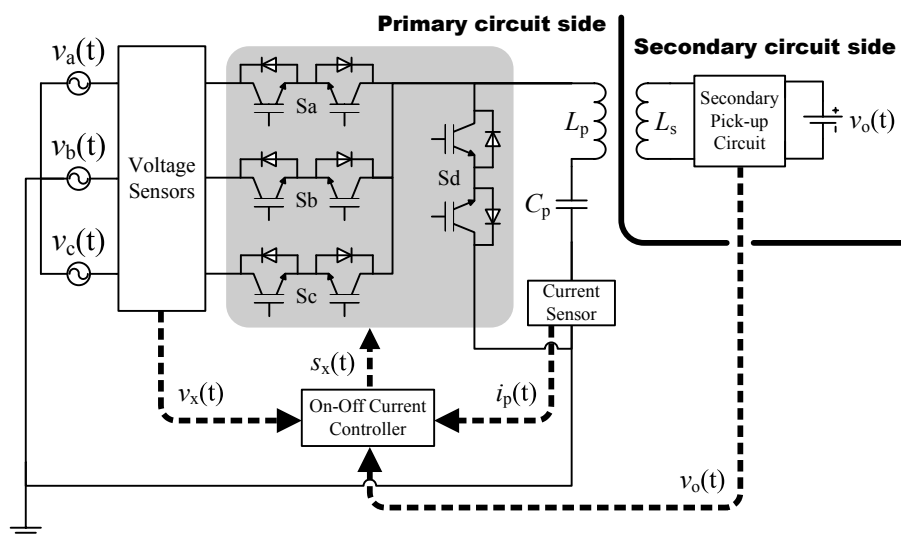 Primary circuit side
Secondary circuit side
va(t)
vb(t)
vc(t)
Voltage
Sensors
Sa
Sb
Sc
Sd
Lp
Cp
Current
Sensor
Ls
Secondary
Pick-up
Circuit
+
-
vo(t)
sx(t)
vx(t)
ip(t)
On-Off Current
Controller
vo(t)